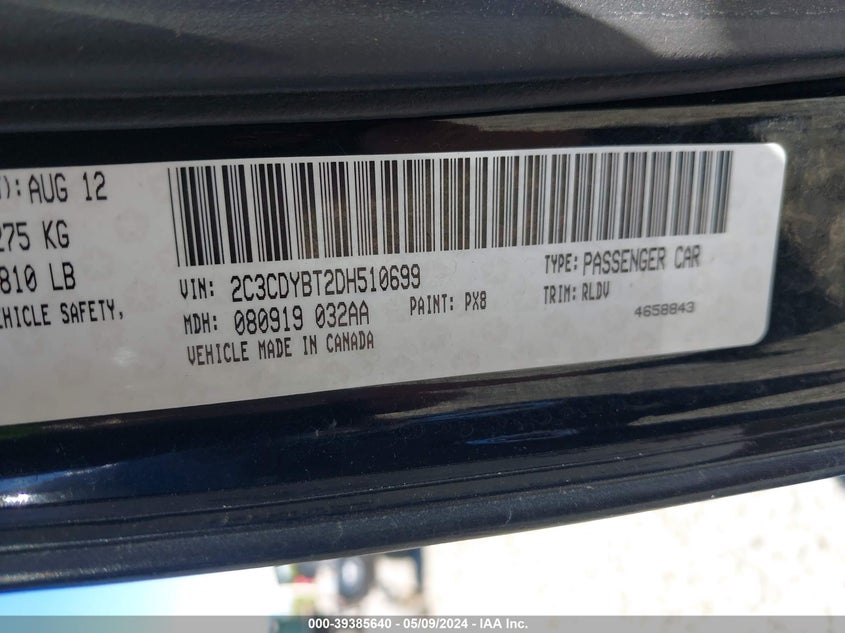 ): AUG 12
275 KG
810 LB
EHICLE SAFETY,
VIN: 2C3CDYBT2DH510699
TYPE: PASSENGER CAR
MDH: 080919 032AA
PAINT: PX8
TRIM: RLDV
VEHICLE MADE IN CANADA
4658843
000-39385640 - 05/09/2024 - IAA Inc.